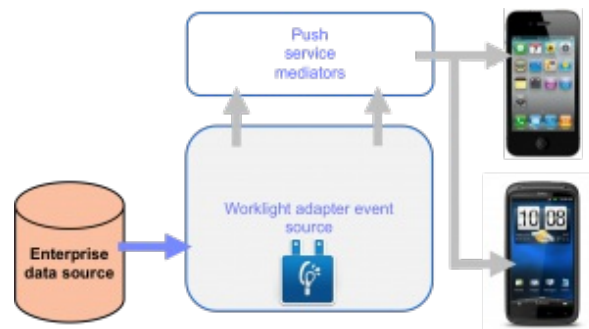 Push
service
mediators
Worklight adapter event
source
Enterprise
data source
10 08